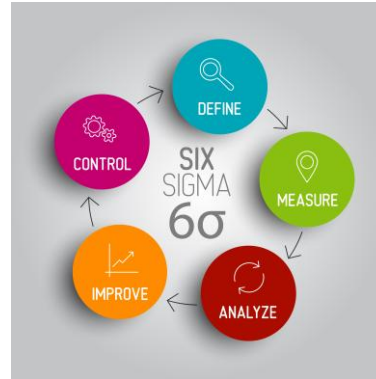 DEFINE
MEASURE
ANALYZE
IMPROVE
CONTROL
SIX
SIGMA
6σ